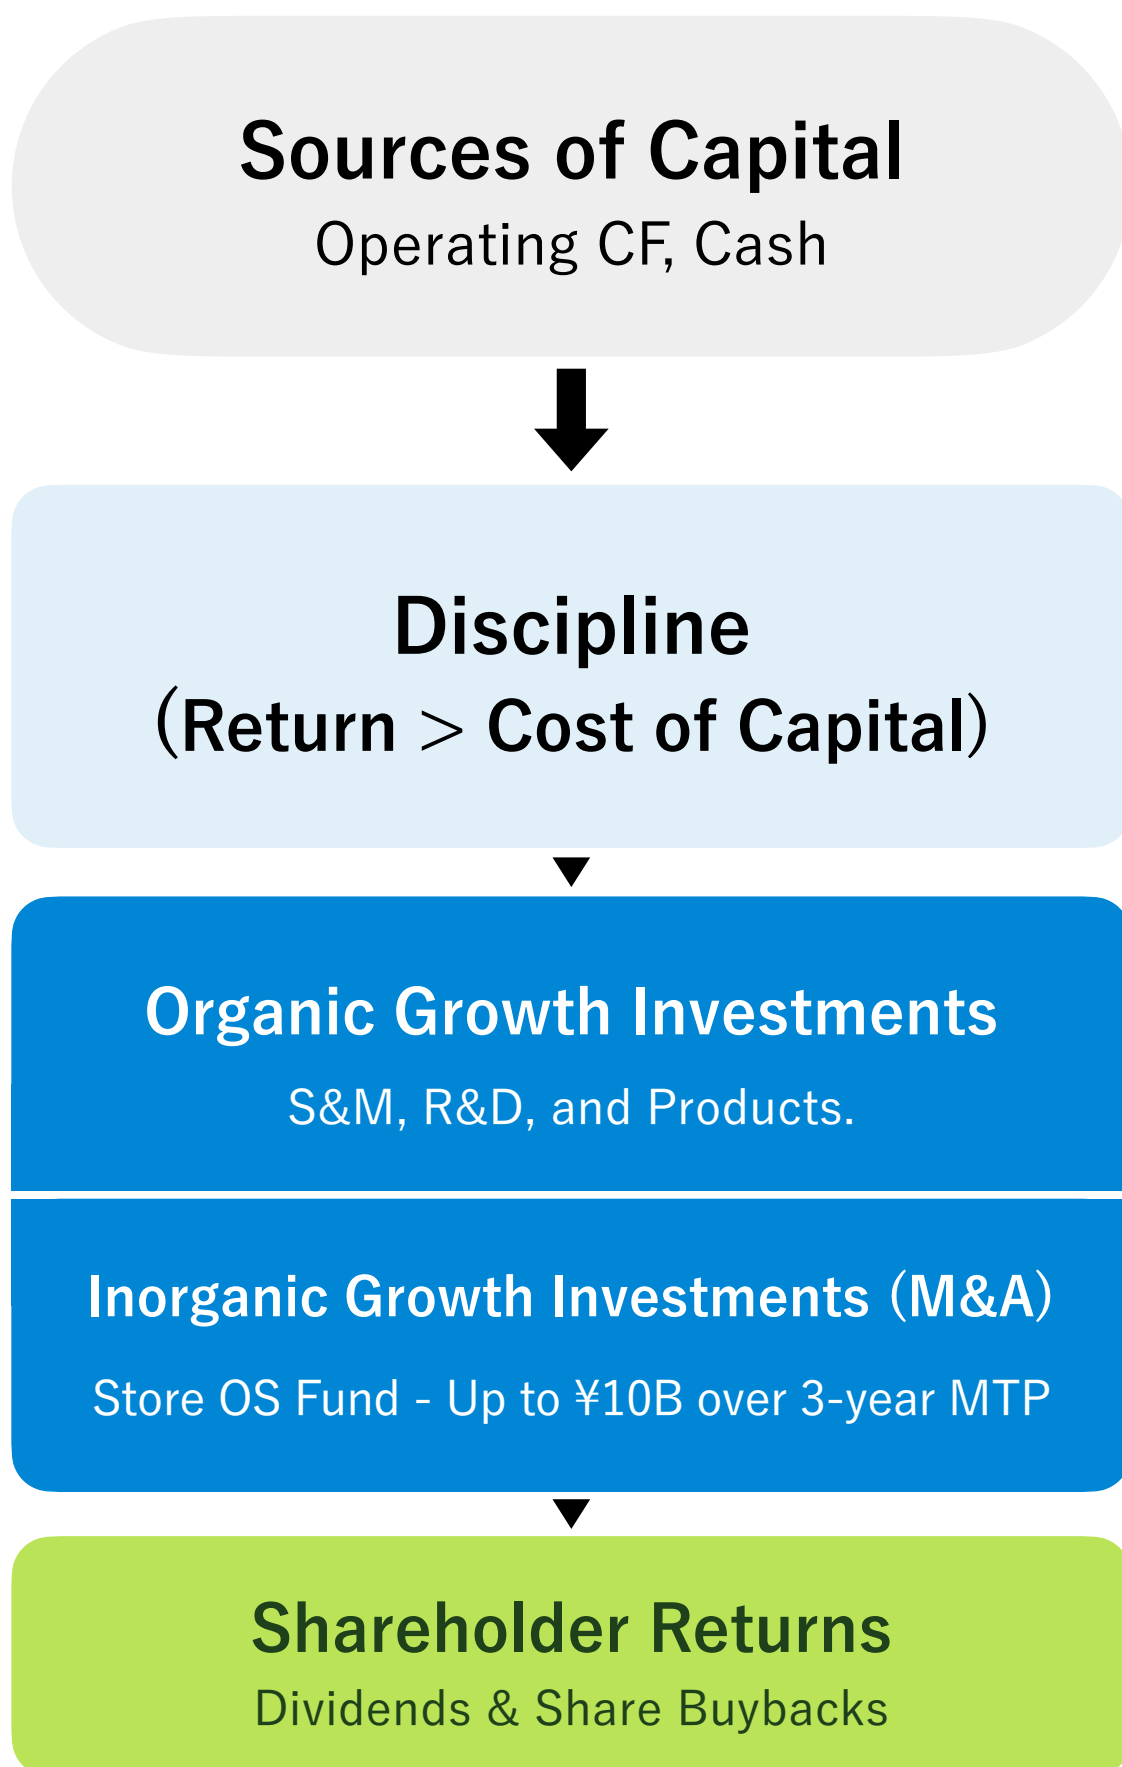 Sources of Capital
Operating CF, Cash
Discipline
(Return > Cost of Capital)
Organic Growth Investments
S&M, R&D, and Products.
Inorganic Growth Investments (M&A)
Store OS Fund - Up to ¥10B over 3-year MTP
Shareholder Returns
Dividends & Share Buybacks